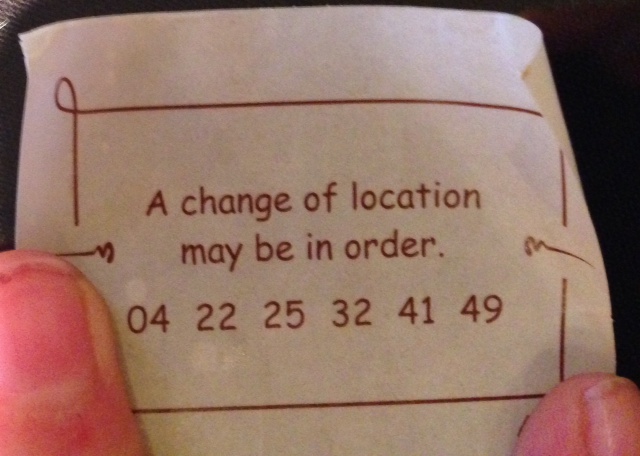 A change of location
may be in order.
04 22 25 32 41 49